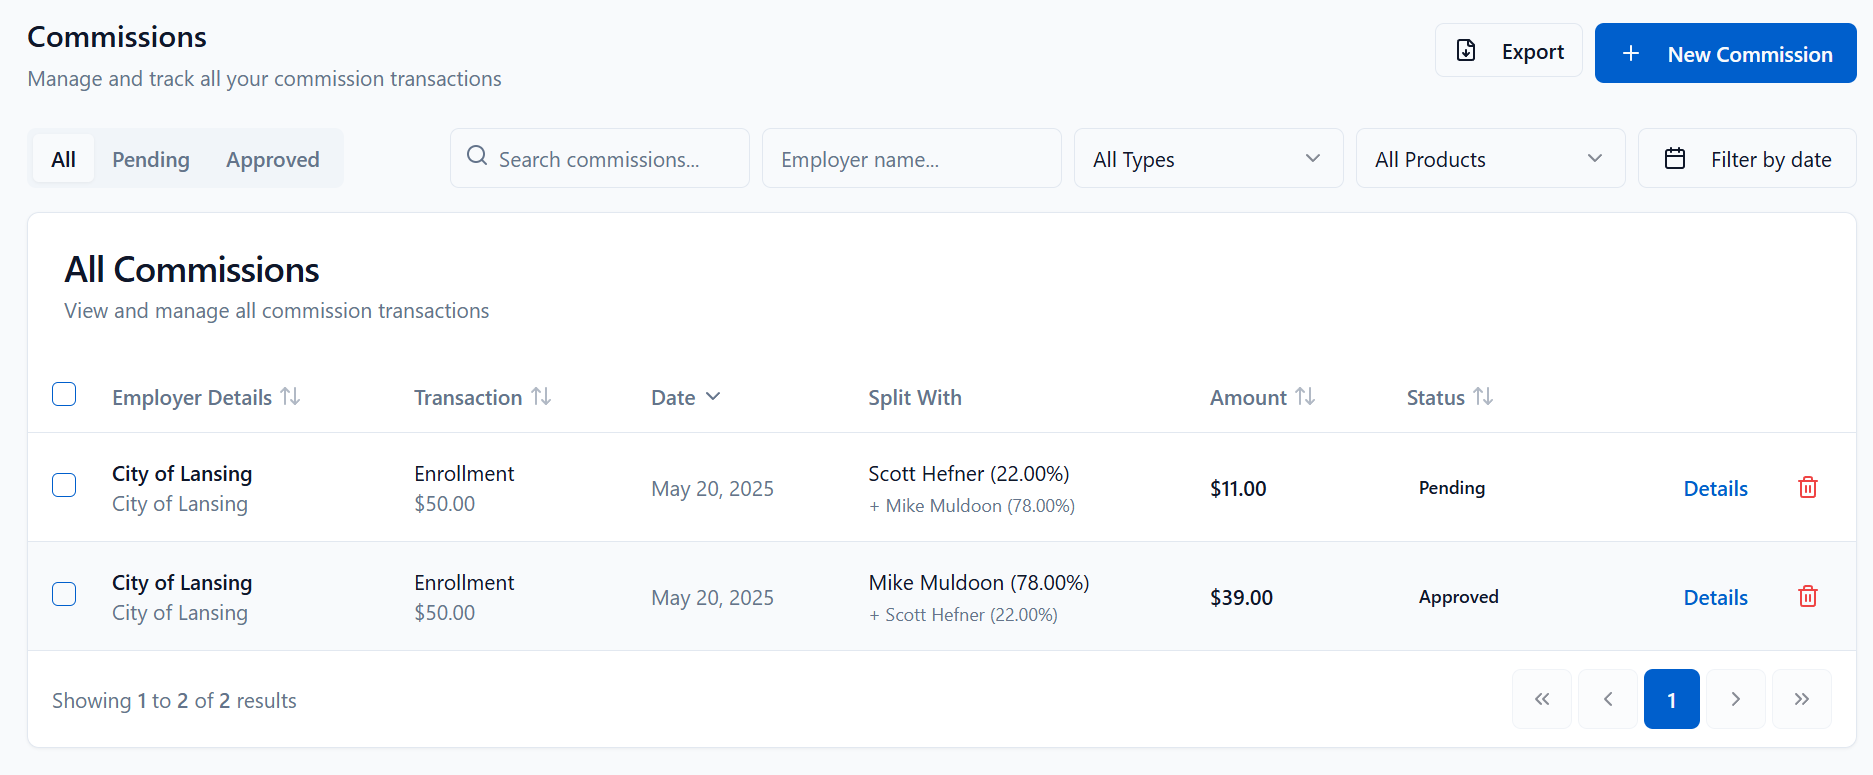 Commissions
Manage and track all your commission transactions
Export
New Commission
All
Pending
Approved
Search commissions...
Employer name...
All Types
All Products
Filter by date
All Commissions
View and manage all commission transactions
Employer Details
Transaction
Date
Split With
Amount
Status
City of Lansing
City of Lansing
Enrollment
$50.00
May 20, 2025
Scott Hefner (22.00%)
+ Mike Muldoon (78.00%)
$11.00
Pending
Details
City of Lansing
City of Lansing
Enrollment
$50.00
May 20, 2025
Mike Muldoon (78.00%)
+ Scott Hefner (22.00%)
$39.00
Approved
Details
Showing 1 to 2 of 2 results
1